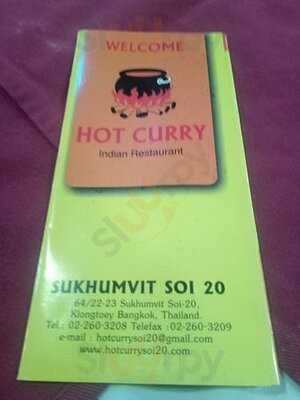 WELCOME
HOT CURRY
Indian Restaurant
SUKHUMVIT SOI 20
64/22-23 Sukhumvit Soi-20,
Klongtoey Bangkok, Thailand.
Tel.: 02-260-3208 Telefax :02-260-3209
e-mail : hotcurrysoi20@gmail.com
www.hotcurrysoi20.com